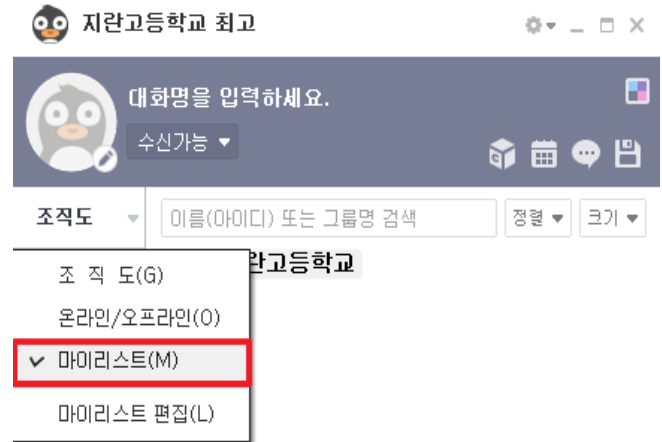 지란고등학교 최고
대화명을 입력하세요.
수신가능
조직도 이름(아이디) 또는 그룹명 검색 정렬 크기
란고등학교
조 직 도(G)
온라인/오프라인(O)
마이리스트(M)
마이리스트 편집(L)